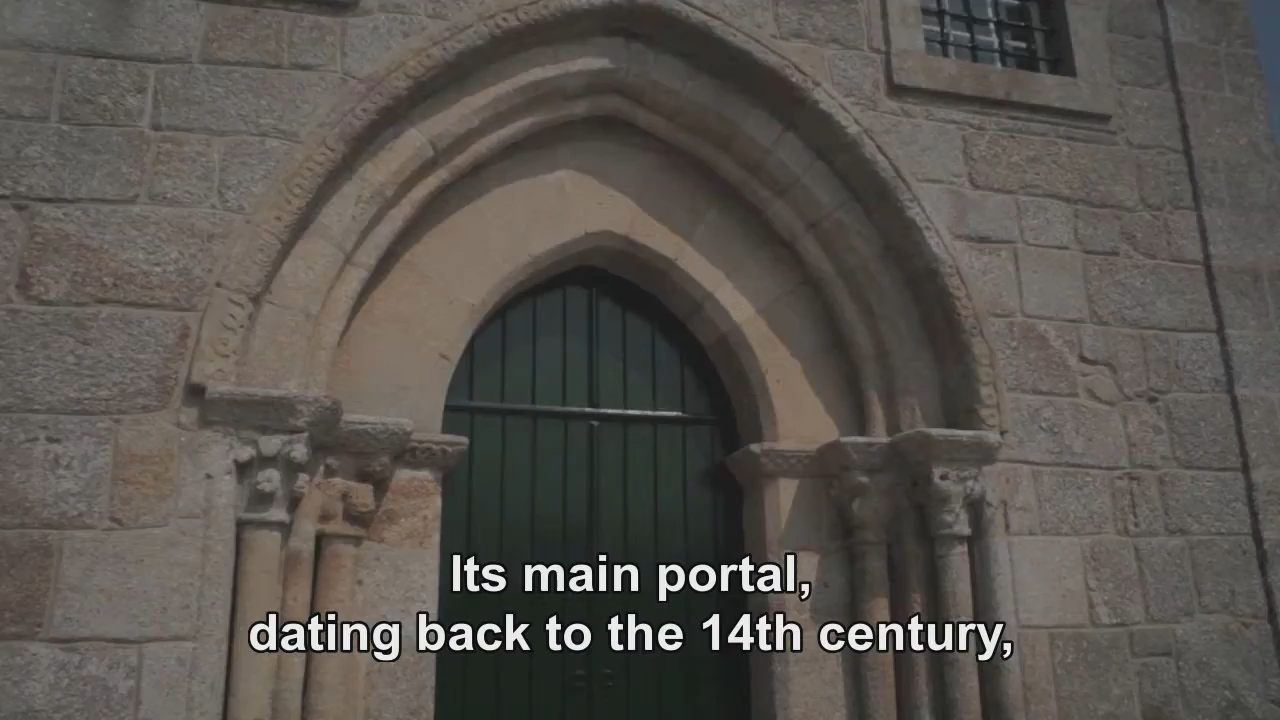 Its main portal,
dating back to the 14th century,